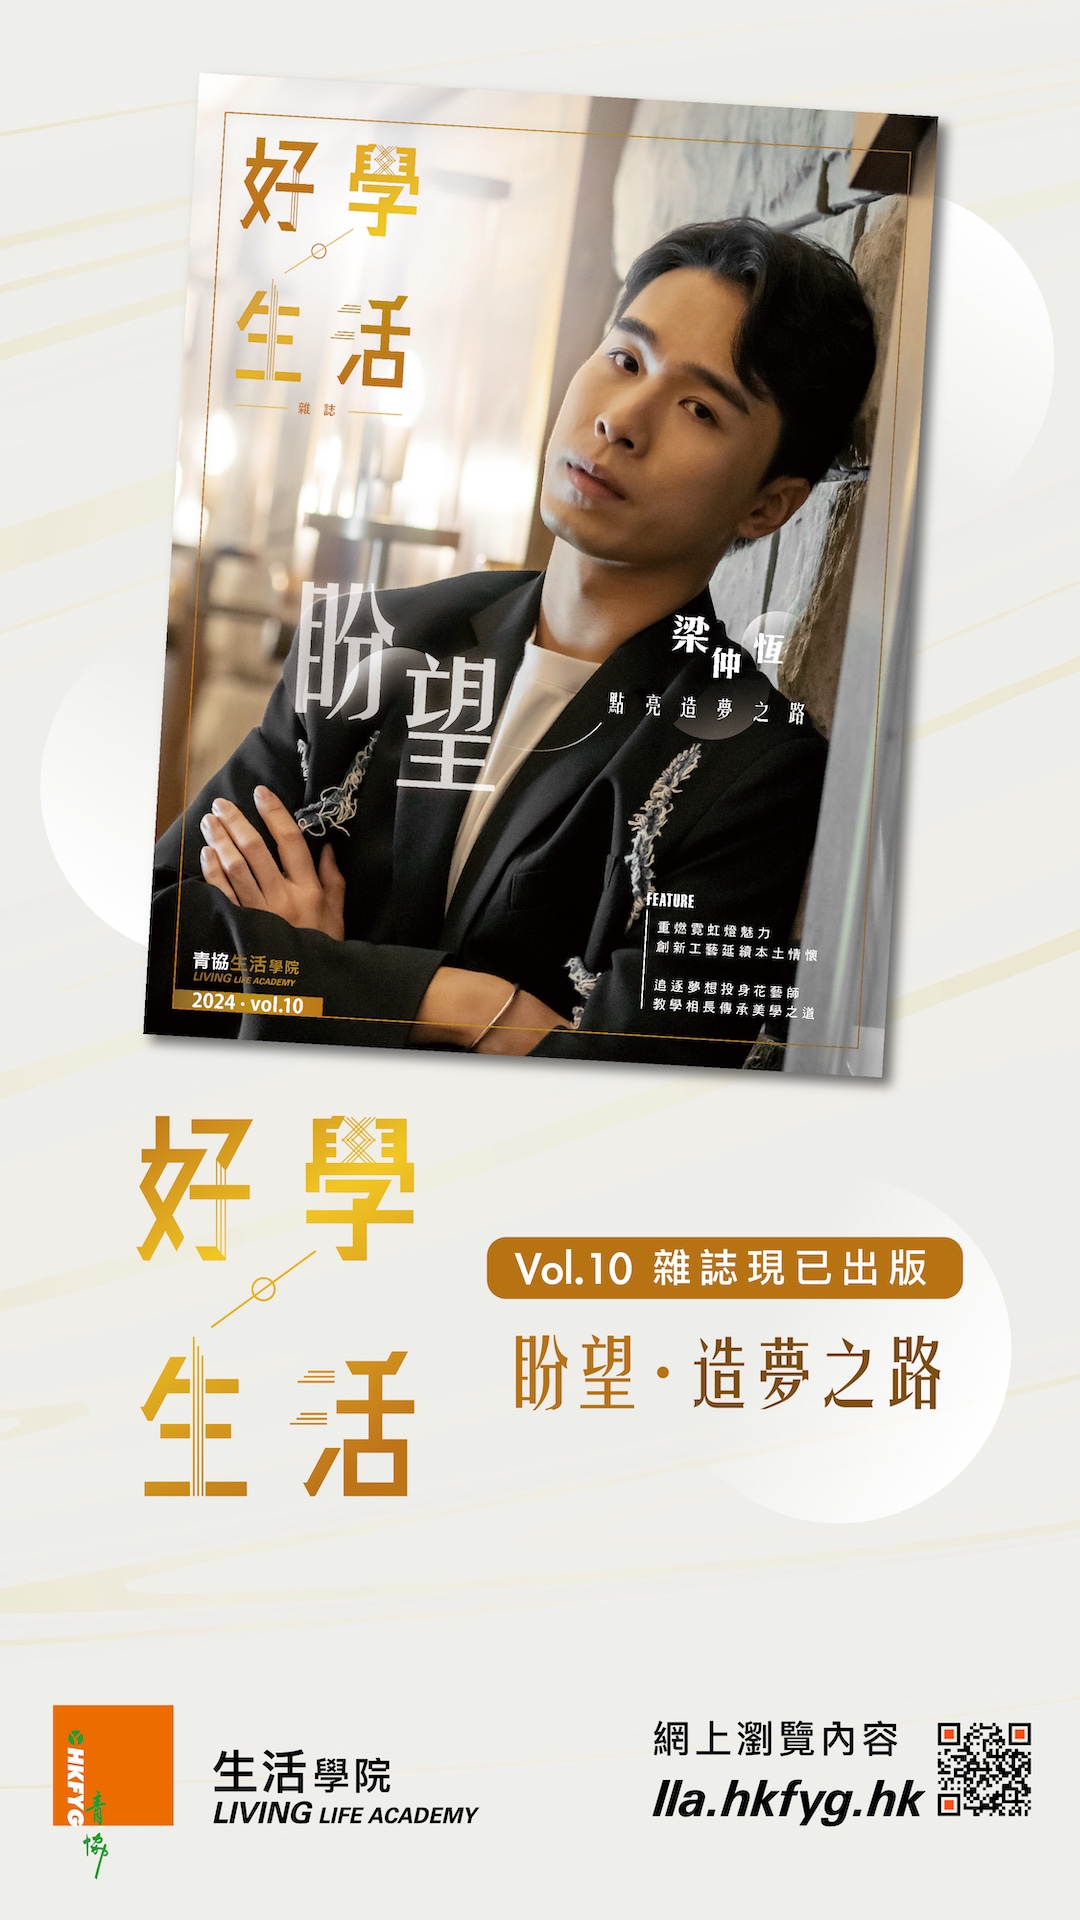 好學
生活
雜誌
盼望
梁仲恆
點亮造夢之路
FEATURE
重燃霓虹燈魅力
創新工藝延續本土情懷
追逐夢想投身花藝師
教學相長傳承美學之道
青協生活學院
LIVING LIFE ACADEMY
2024 · vol.10
好學
生活
Vol.10 雜誌現已出版
盼望·造夢之路
HKFYG
青協
生活學院
LIVING LIFE ACADEMY
網上瀏覽內容
lla.hkfyg.hk